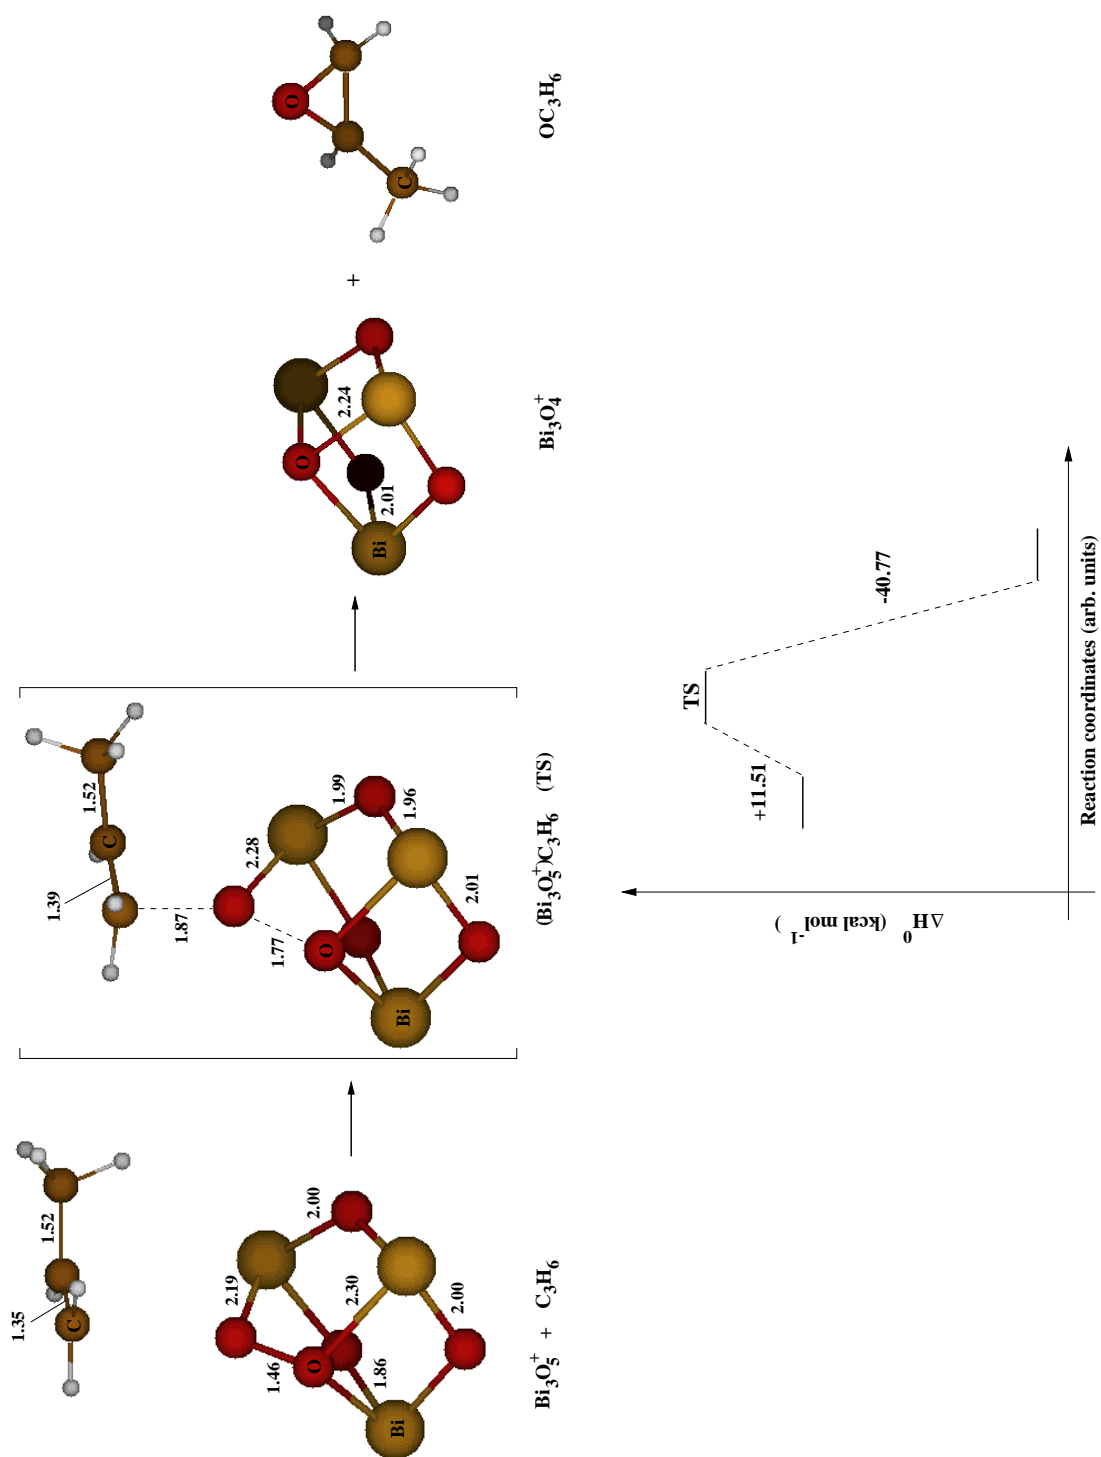 1.35
1.52
C
2.19
2.00
1.46
2.30
O
1.86
2.00
Bi
Bi3O5+ + C3H6
1.39
1.52
C
1.87
2.28
1.99
1.77
1.96
O
2.01
Bi
(Bi3O5+)C3H6 (TS)
O
2.24
2.01
Bi
Bi3O4+
+
O
C
OC3H6
ΔH0 (kcal mol-1)
+11.51
TS
-40.77
Reaction coordinates (arb. units)